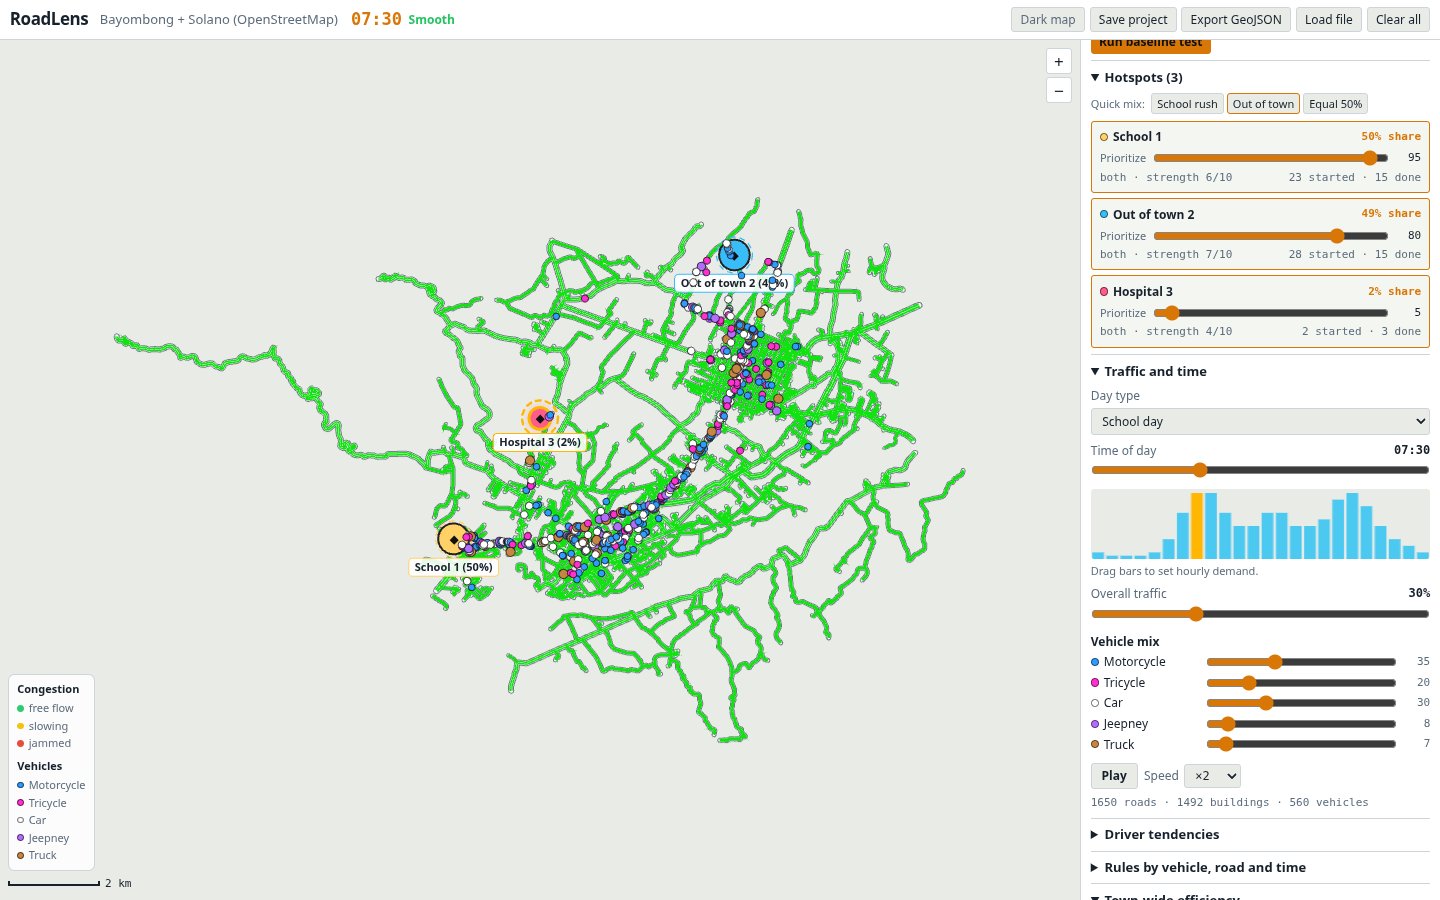 RoadLens Bayombong + Solano (OpenStreetMap) 07:30 Smooth Dark map Save project Export GeoJSON Load file Clear all
+
−
Out of town 2
Hospital 3 (2%)
School 1 (50%)
Congestion
free flow
slowing
jammed
Vehicles
Motorcycle
Tricycle
Car
Jeepney
Truck
2 km
Run baseline test
Hotspots (3)
Quick mix: School rush Out of town Equal 50%
School 1 50% share
Prioritize 95
both · strength 6/10 23 started · 15 done
Out of town 2 49% share
Prioritize 80
both · strength 7/10 28 started · 15 done
Hospital 3 2% share
Prioritize 5
both · strength 4/10 2 started · 3 done
Traffic and time
Day type
School day
Time of day 07:30
Drag bars to set hourly demand.
Overall traffic 30%
Vehicle mix
Motorcycle 35
Tricycle 20
Car 30
Jeepney 8
Truck 7
Play Speed ×2
1650 roads · 1492 buildings · 560 vehicles
Driver tendencies
Rules by vehicle, road and time
Town-wide efficiency